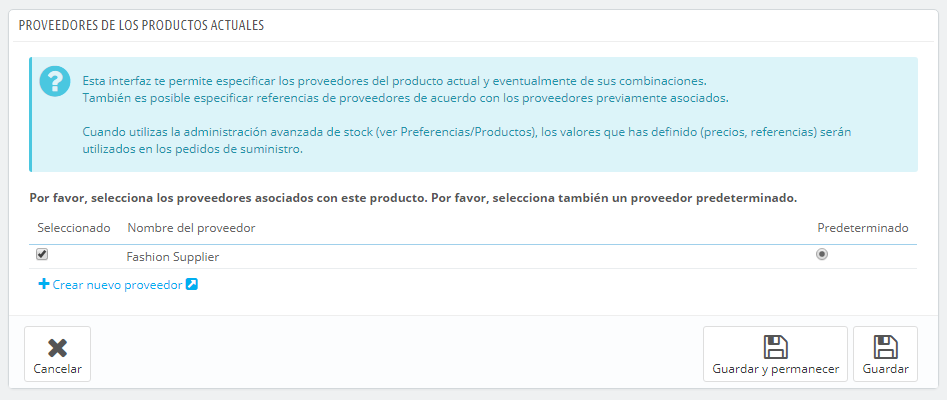 PROVEEDORES DE LOS PRODUCTOS ACTUALES
Esta interfaz te permite especificar los proveedores del producto actual y eventualmente de sus combinaciones.
También es posible especificar referencias de proveedores de acuerdo con los proveedores previamente asociados.
Cuando utilizas la administración avanzada de stock (ver Preferencias/Productos), los valores que has definido (precios, referencias) serán
utilizados en los pedidos de suministro.
Por favor, selecciona los proveedores asociados con este producto. Por favor, selecciona también un proveedor predeterminado.
Seleccionado Nombre del proveedor Predeterminado
Fashion Supplier
Crear nuevo proveedor
Cancelar Guardar y permanecer Guardar